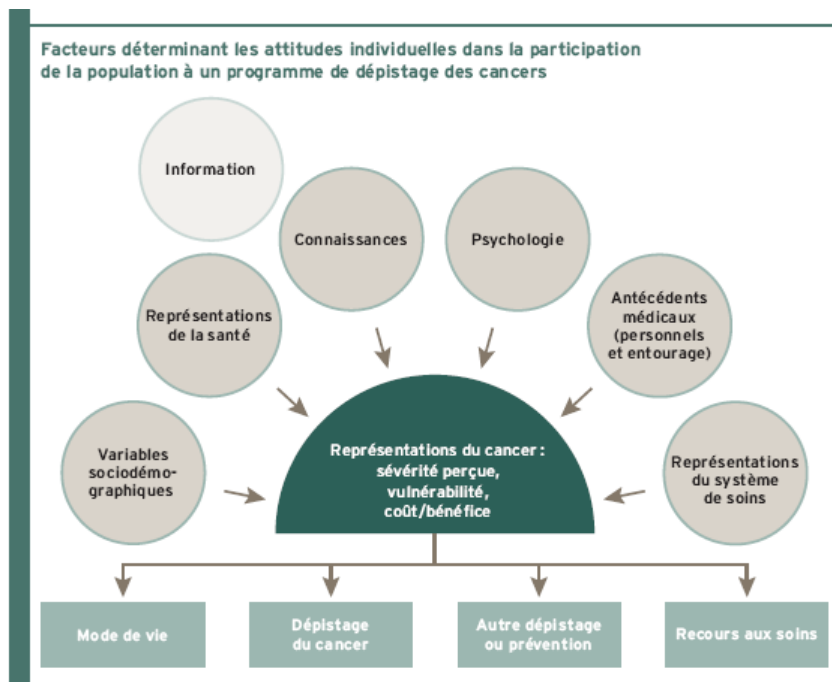 Facteurs déterminant les attitudes individuelles dans la participation
de la population à un programme de dépistage des cancers
Information
Connaissances
Psychologie
Représentations
de la santé
Antécédents
médicaux
(personnels
et entourage)
Variables
sociodémo-
graphiques
Représentations du cancer :
sévérité perçue,
vulnérabilité,
coût/bénéfice
Représentations
du système
de soins
Mode de vie
Dépistage
du cancer
Autre dépistage
ou prévention
Recours aux soins